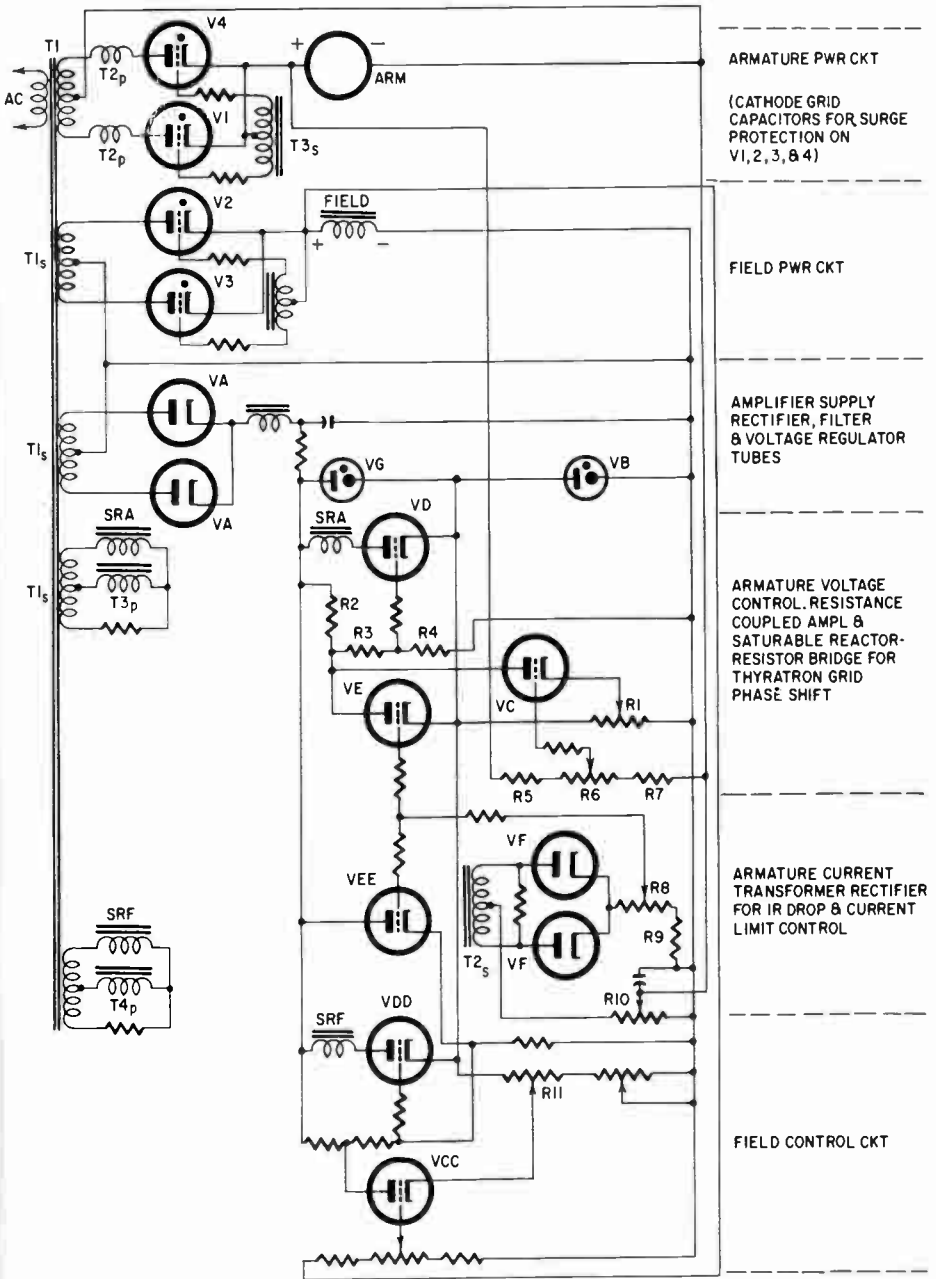 T1
AC
T2p
V4
+
-
ARM
T2p
V1
T3s
ARMATURE PWR CKT
(CATHODE GRID
CAPACITORS FOR SURGE
PROTECTION ON
V1, 2, 3, & 4)
V2
FIELD
+
-
T1s
V3
FIELD PWR CKT
VA
T1s
VA
VG
VB
AMPLIFIER SUPPLY
RECTIFIER, FILTER
& VOLTAGE REGULATOR
TUBES
SRA
T3p
T1s
SRA
VD
R2
R3
R4
VE
VC
R1
R5
R6
R7
ARMATURE VOLTAGE
CONTROL. RESISTANCE
COUPLED AMPL &
SATURABLE REACTOR-
RESISTOR BRIDGE FOR
THYRATRON GRID
PHASE SHIFT
VEE
VF
T2s
VF
R8
R9
R10
ARMATURE CURRENT
TRANSFORMER RECTIFIER
FOR IR DROP & CURRENT
LIMIT CONTROL
SRF
T4p
SRF
VDD
R11
VCC
FIELD CONTROL CKT